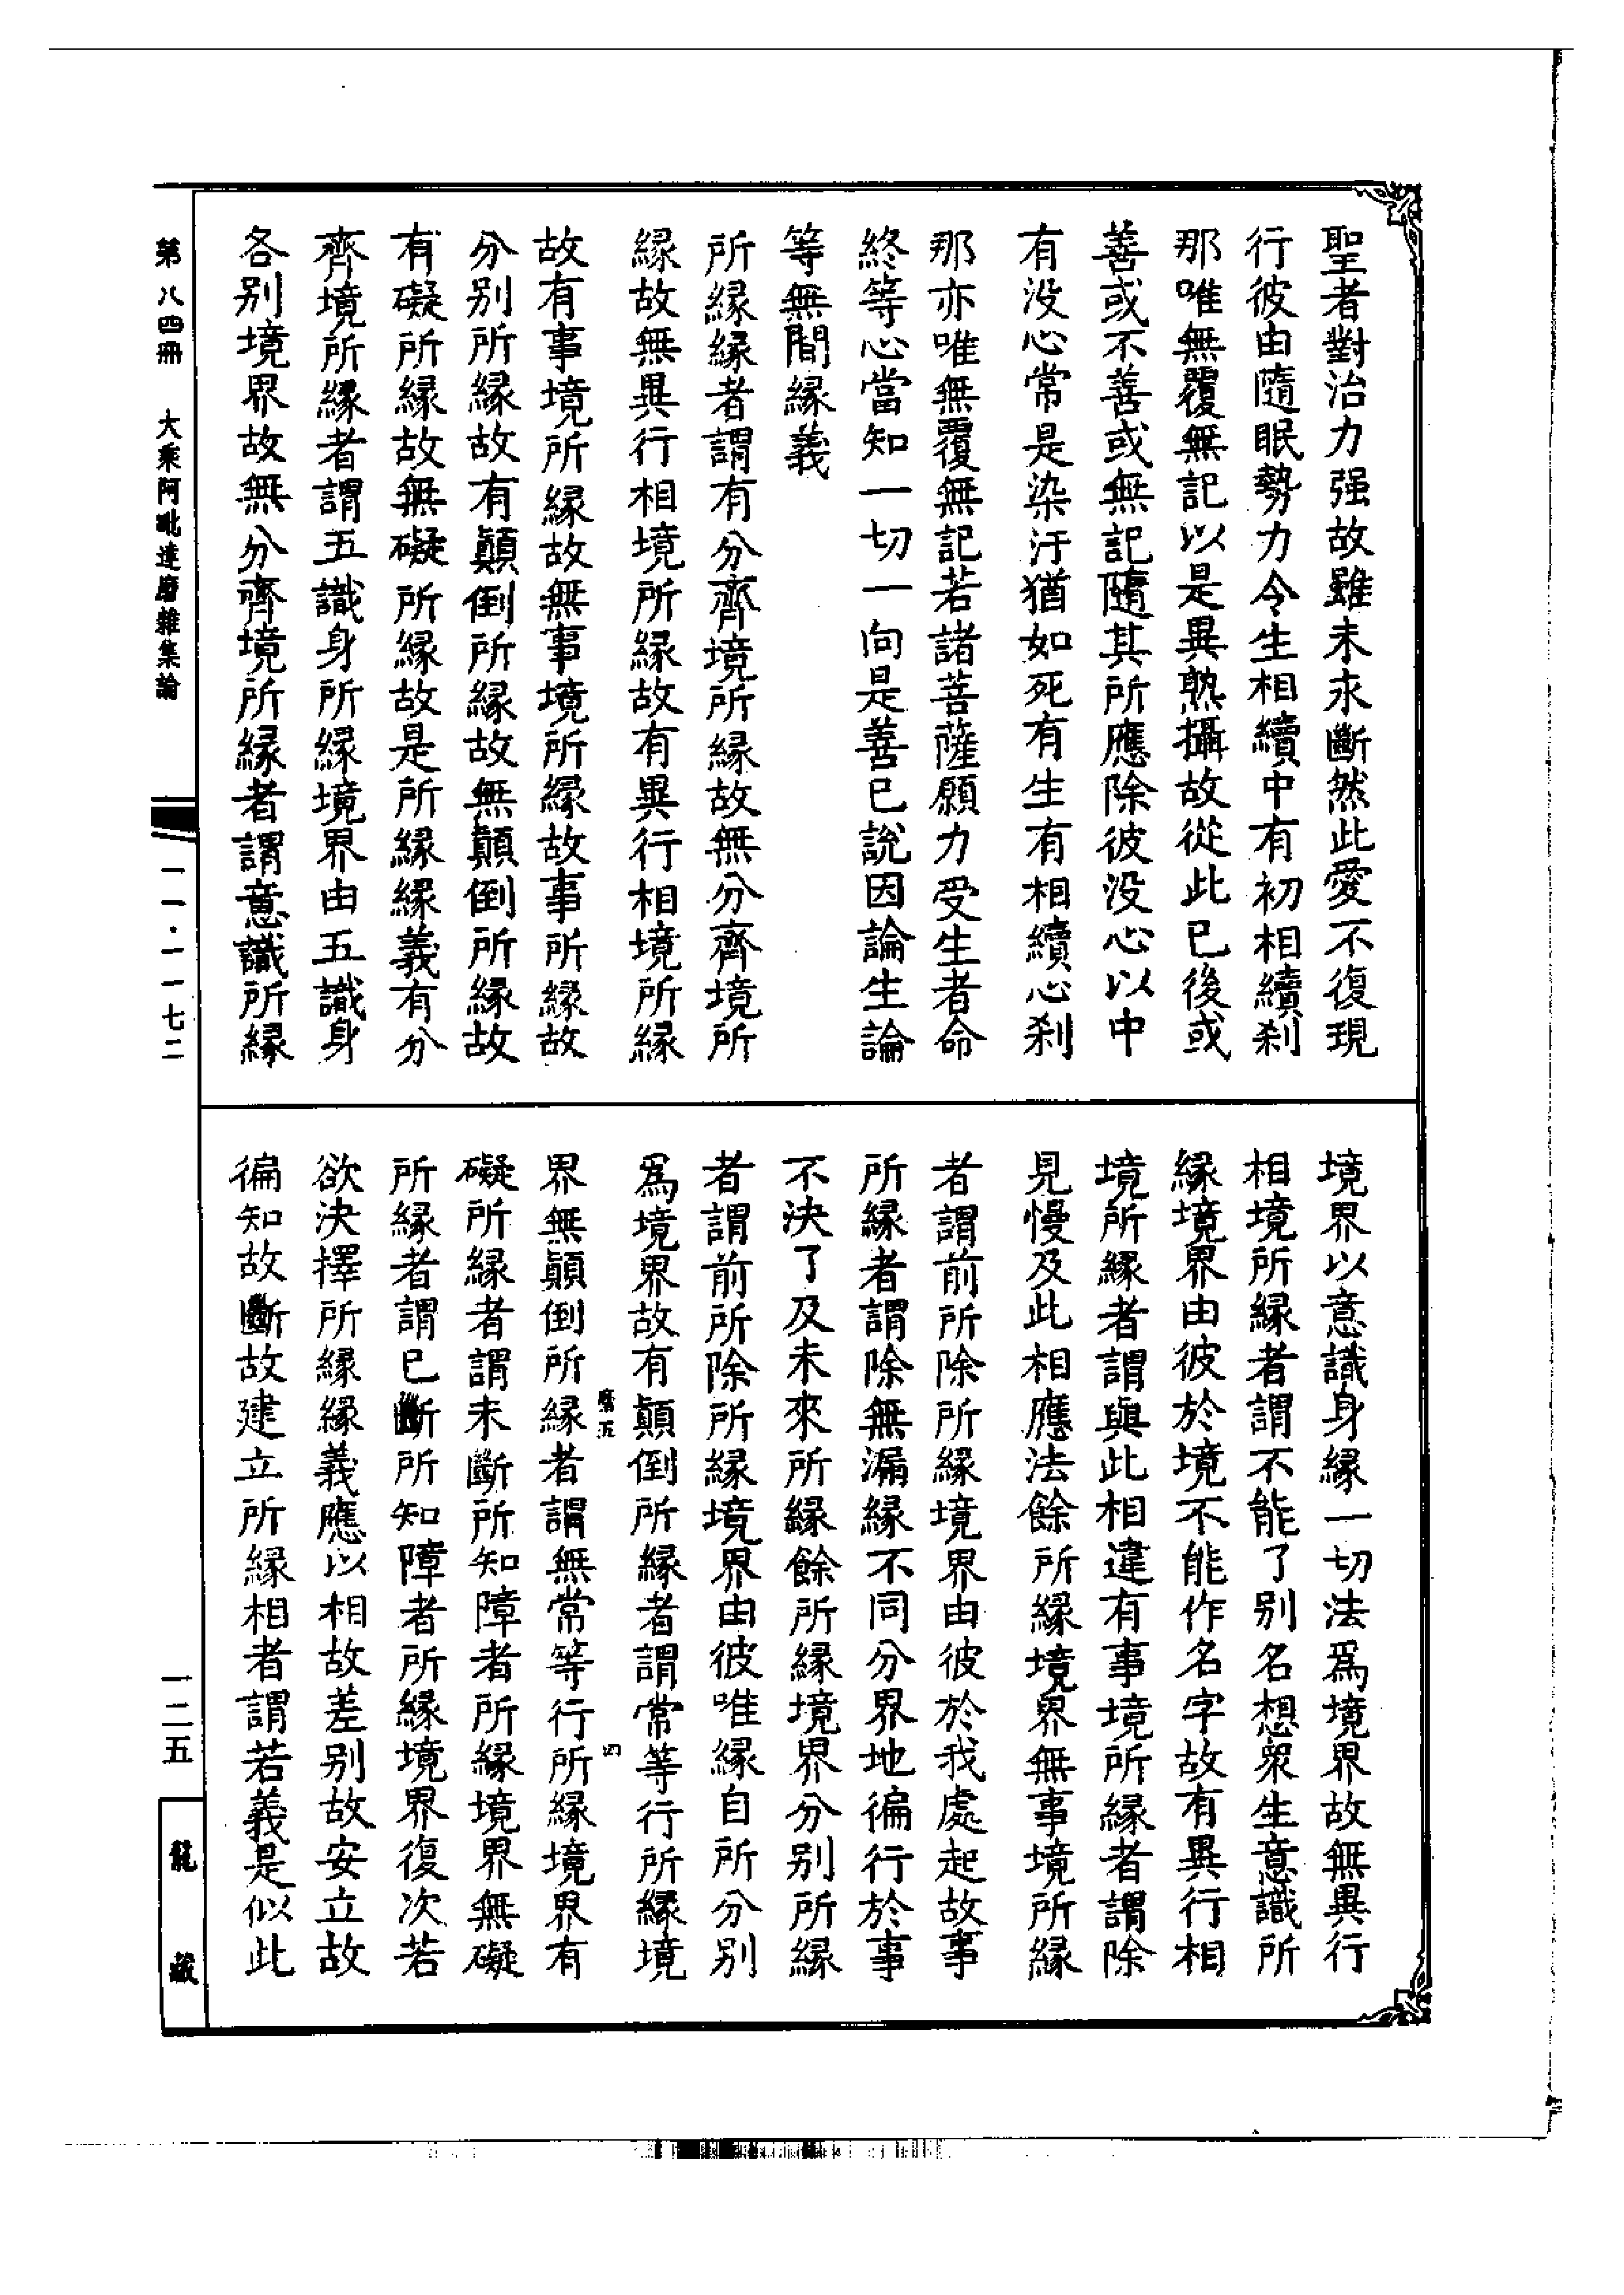 聖者對治力强故雖未永斷然此愛不復現
行彼由隨眠勢力令生相續中有初相續刹
那唯無覆無記以是異熟攝故從此已後或
善或不善或無記隨其所應除彼没心以中
有没心常是染汙猶如死有生有相續心刹
那亦唯無覆無記若諸菩薩願力受生者命
終等心當知一切一向是善已說因論生論
等無間緣義
所緣緣者謂有分齊境所緣故無分齊境所
緣故無異行相境所緣故有異行相境所緣
故有事境所緣故無事境所緣故事所緣故
分別所緣故有顛倒所緣故無顛倒所緣故
有礙所緣故無礙所緣故是所緣緣義有分
齊境所緣者謂五識身所緣境界由五識身
各別境界故無分齊境所緣者謂意識所緣
境界以意識身緣一切法爲境界故無異行
相境所緣者謂不能了別名想衆生意識所
緣境界由彼於境不能作名字故有異行相
境所緣者謂與此相違有事境所緣者謂除
見慢及此相應法餘所緣境界無事境所緣
者謂前所除所緣境界由彼於我處起故事
所緣者謂除無漏緣不同分界地徧行於事
不決了及未來所緣餘所緣境界分別所緣
者謂前所除所緣境界由彼唯緣自所分別
爲境界故有顛倒所緣者謂常等行所緣境
界無顛倒所緣者謂無常等行所緣境界有
礙所緣者謂未斷所知障者所緣境界無礙
所緣者謂已斷所知障者所緣境界復次若
欲決擇所緣緣義應以相故差別故安立故
徧知故斷故建立所緣相者謂若義是似此
第八四冊 大乘阿毗達磨雜集論
一一·一一七二
一二五
龍藏